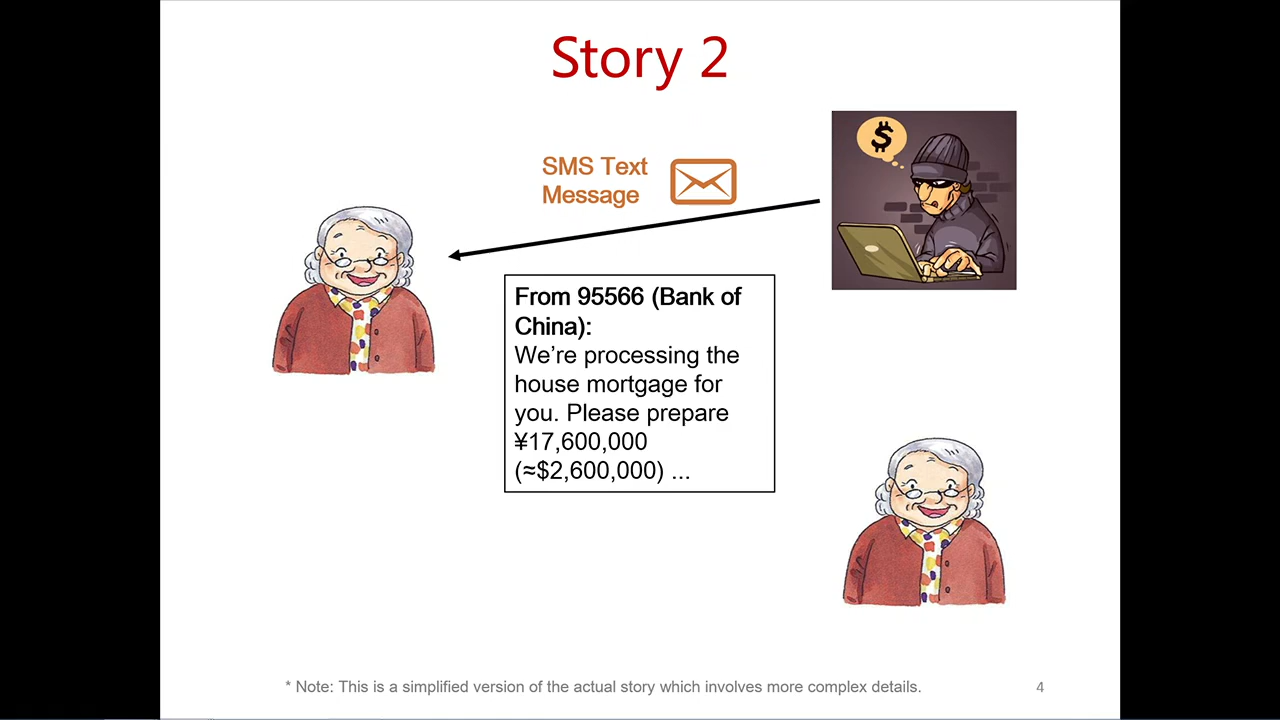 Story 2
SMS Text
Message
$
From 95566 (Bank of
China):
We're processing the
house mortgage for
you. Please prepare
¥17,600,000
(≈$2,600,000) ...
* Note: This is a simplified version of the actual story which involves more complex details.
4